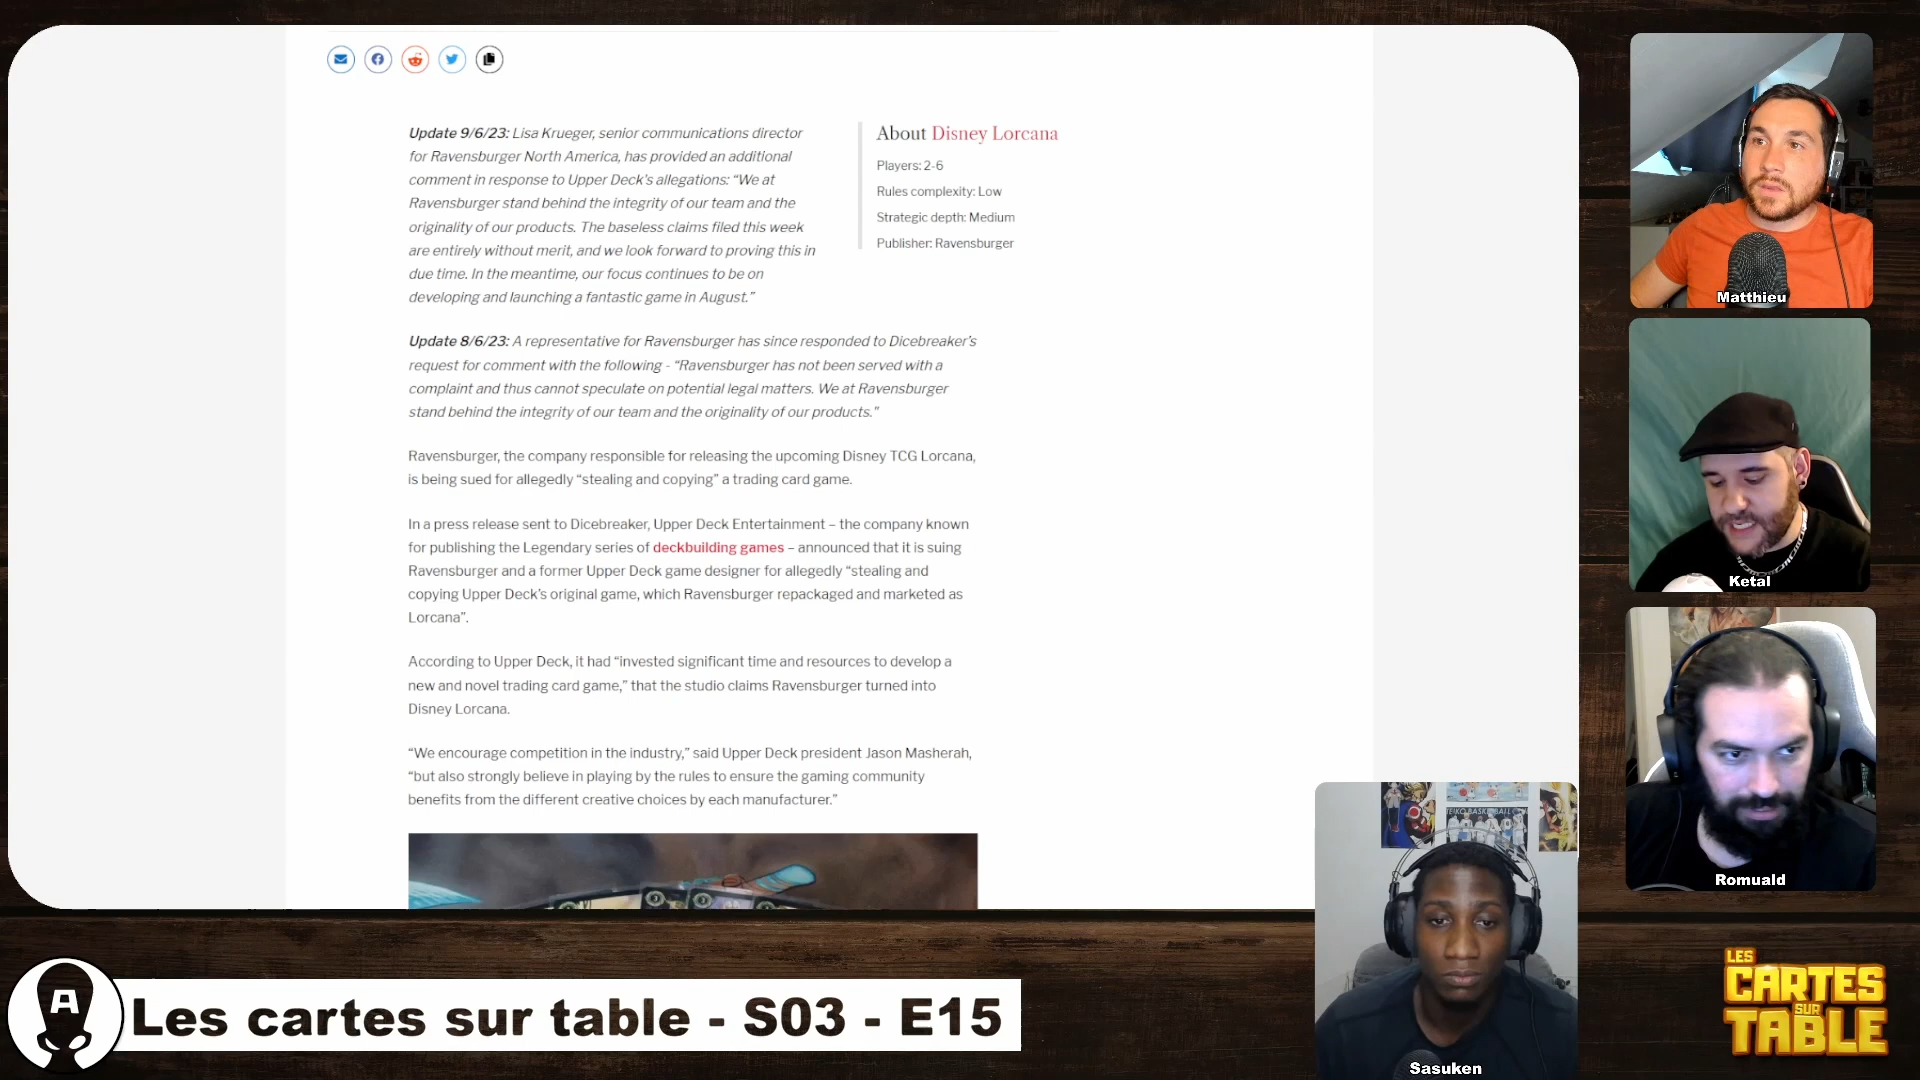 Update 9/6/23: Lisa Krueger, senior communications director
for Ravensburger North America, has provided an additional
comment in response to Upper Deck's allegations: “We at
Ravensburger stand behind the integrity of our team and the
originality of our products. The baseless claims filed this week
are entirely without merit, and we look forward to proving this in
due time. In the meantime, our focus continues to be on
developing and launching a fantastic game in August.”
About Disney Lorcana
Players: 2-6
Rules complexity: Low
Strategic depth: Medium
Publisher: Ravensburger
Update 8/6/23: A representative for Ravensburger has since responded to Dicebreaker's
request for comment with the following - “Ravensburger has not been served with a
complaint and thus cannot speculate on potential legal matters. We at Ravensburger
stand behind the integrity of our team and the originality of our products."
Ravensburger, the company responsible for releasing the upcoming Disney TCG Lorcana,
is being sued for allegedly “stealing and copying” a trading card game.
In a press release sent to Dicebreaker, Upper Deck Entertainment – the company known
for publishing the Legendary series of deckbuilding games – announced that it is suing
Ravensburger and a former Upper Deck game designer for allegedly “stealing and
copying Upper Deck's original game, which Ravensburger repackaged and marketed as
Lorcana”.
According to Upper Deck, it had “invested significant time and resources to develop a
new and novel trading card game,” that the studio claims Ravensburger turned into
Disney Lorcana.
“We encourage competition in the industry,” said Upper Deck president Jason Masherah,
“but also strongly believe in playing by the rules to ensure the gaming community
benefits from the different creative choices by each manufacturer.”
Matthieu
Ketal
Romuald
Sasuken
A
Les cartes sur table - S03 - E15
LES
CARTES
SUR
TABLE